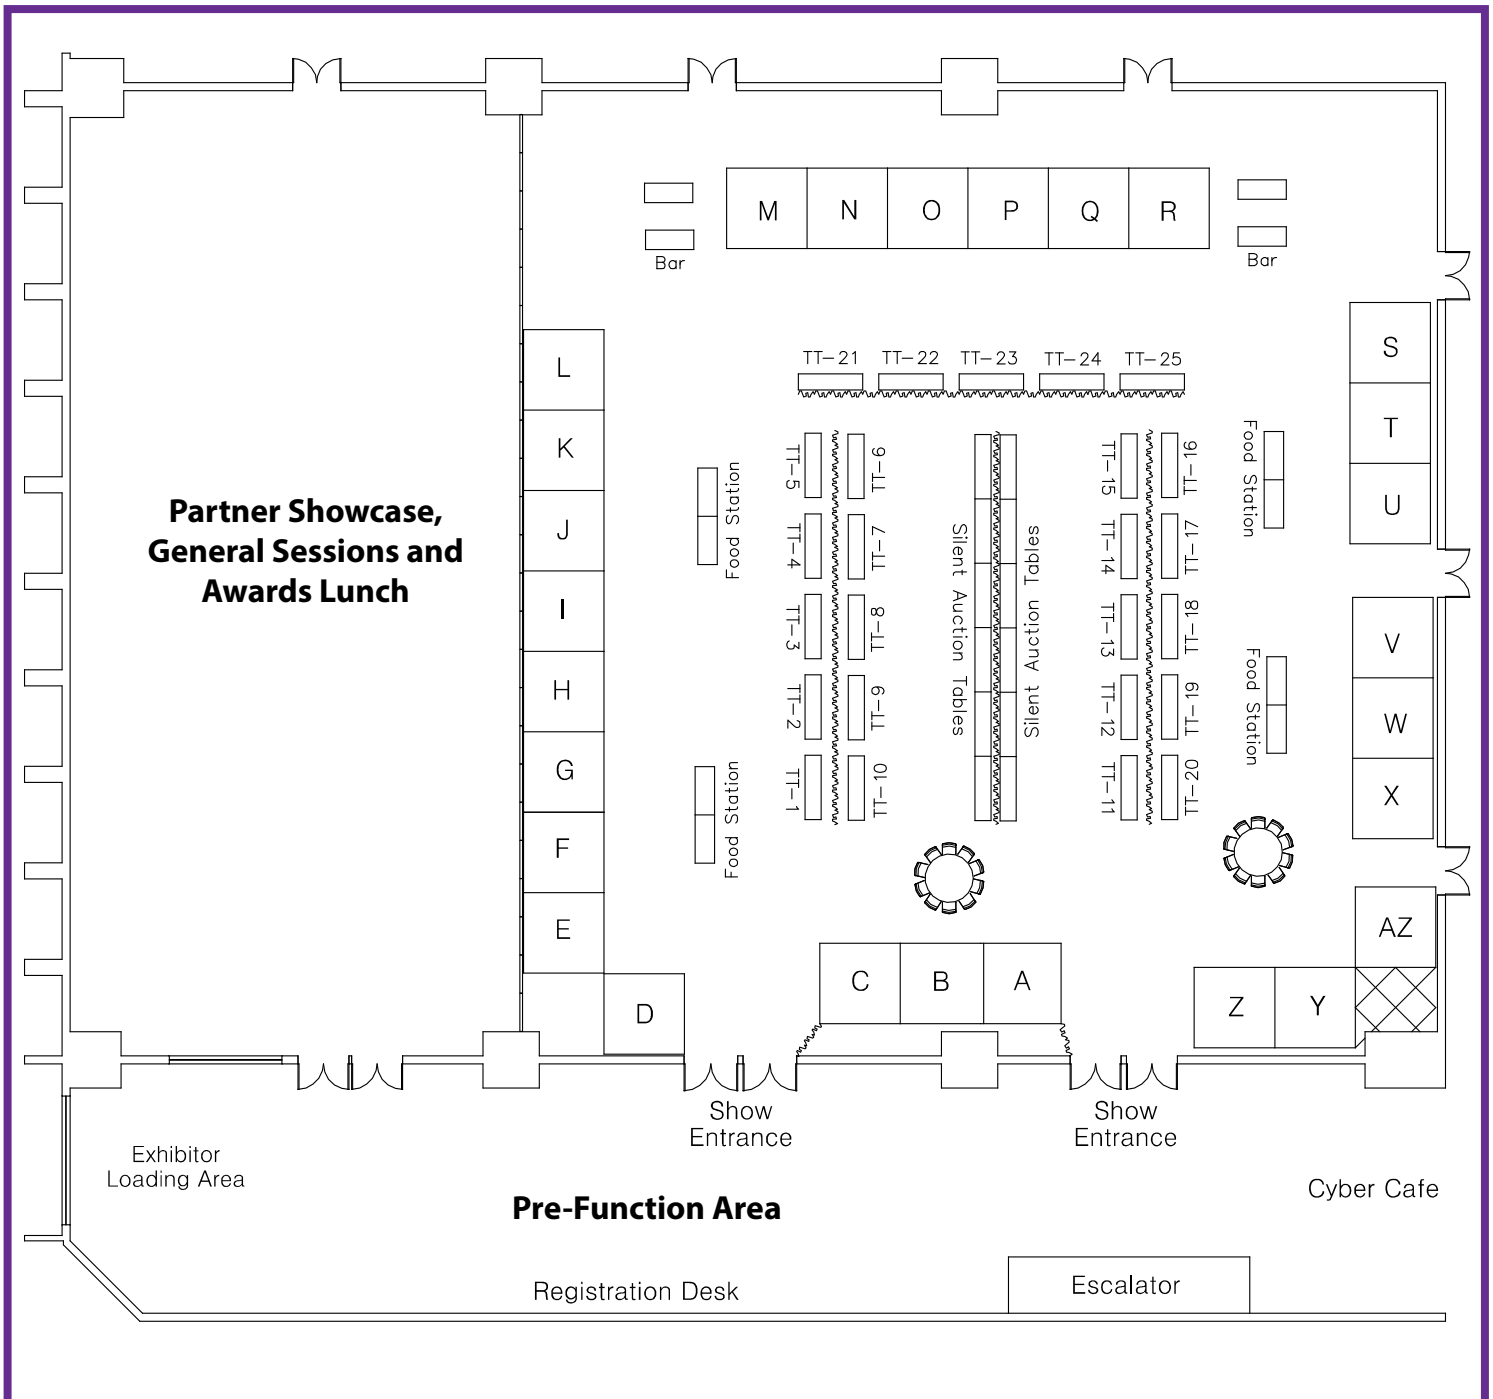 M N O P Q R
Bar
Bar
L
K
J
I
H
G
F
E
D
TT-21 TT-22 TT-23 TT-24 TT-25
S
T
U
V
W
X
AZ
Z Y
C B A
Food Station
Food Station
Food Station
Food Station
TT-5
TT-4
TT-3
TT-2
TT-1
TT-6
TT-7
TT-8
TT-9
TT-10
Silent Auction Tables
Silent Auction Tables
TT-15
TT-14
TT-13
TT-12
TT-11
TT-16
TT-17
TT-18
TT-19
TT-20
Partner Showcase,
General Sessions and
Awards Lunch
Show
Entrance
Show
Entrance
Exhibitor
Loading Area
Pre-Function Area
Cyber Cafe
Registration Desk
Escalator